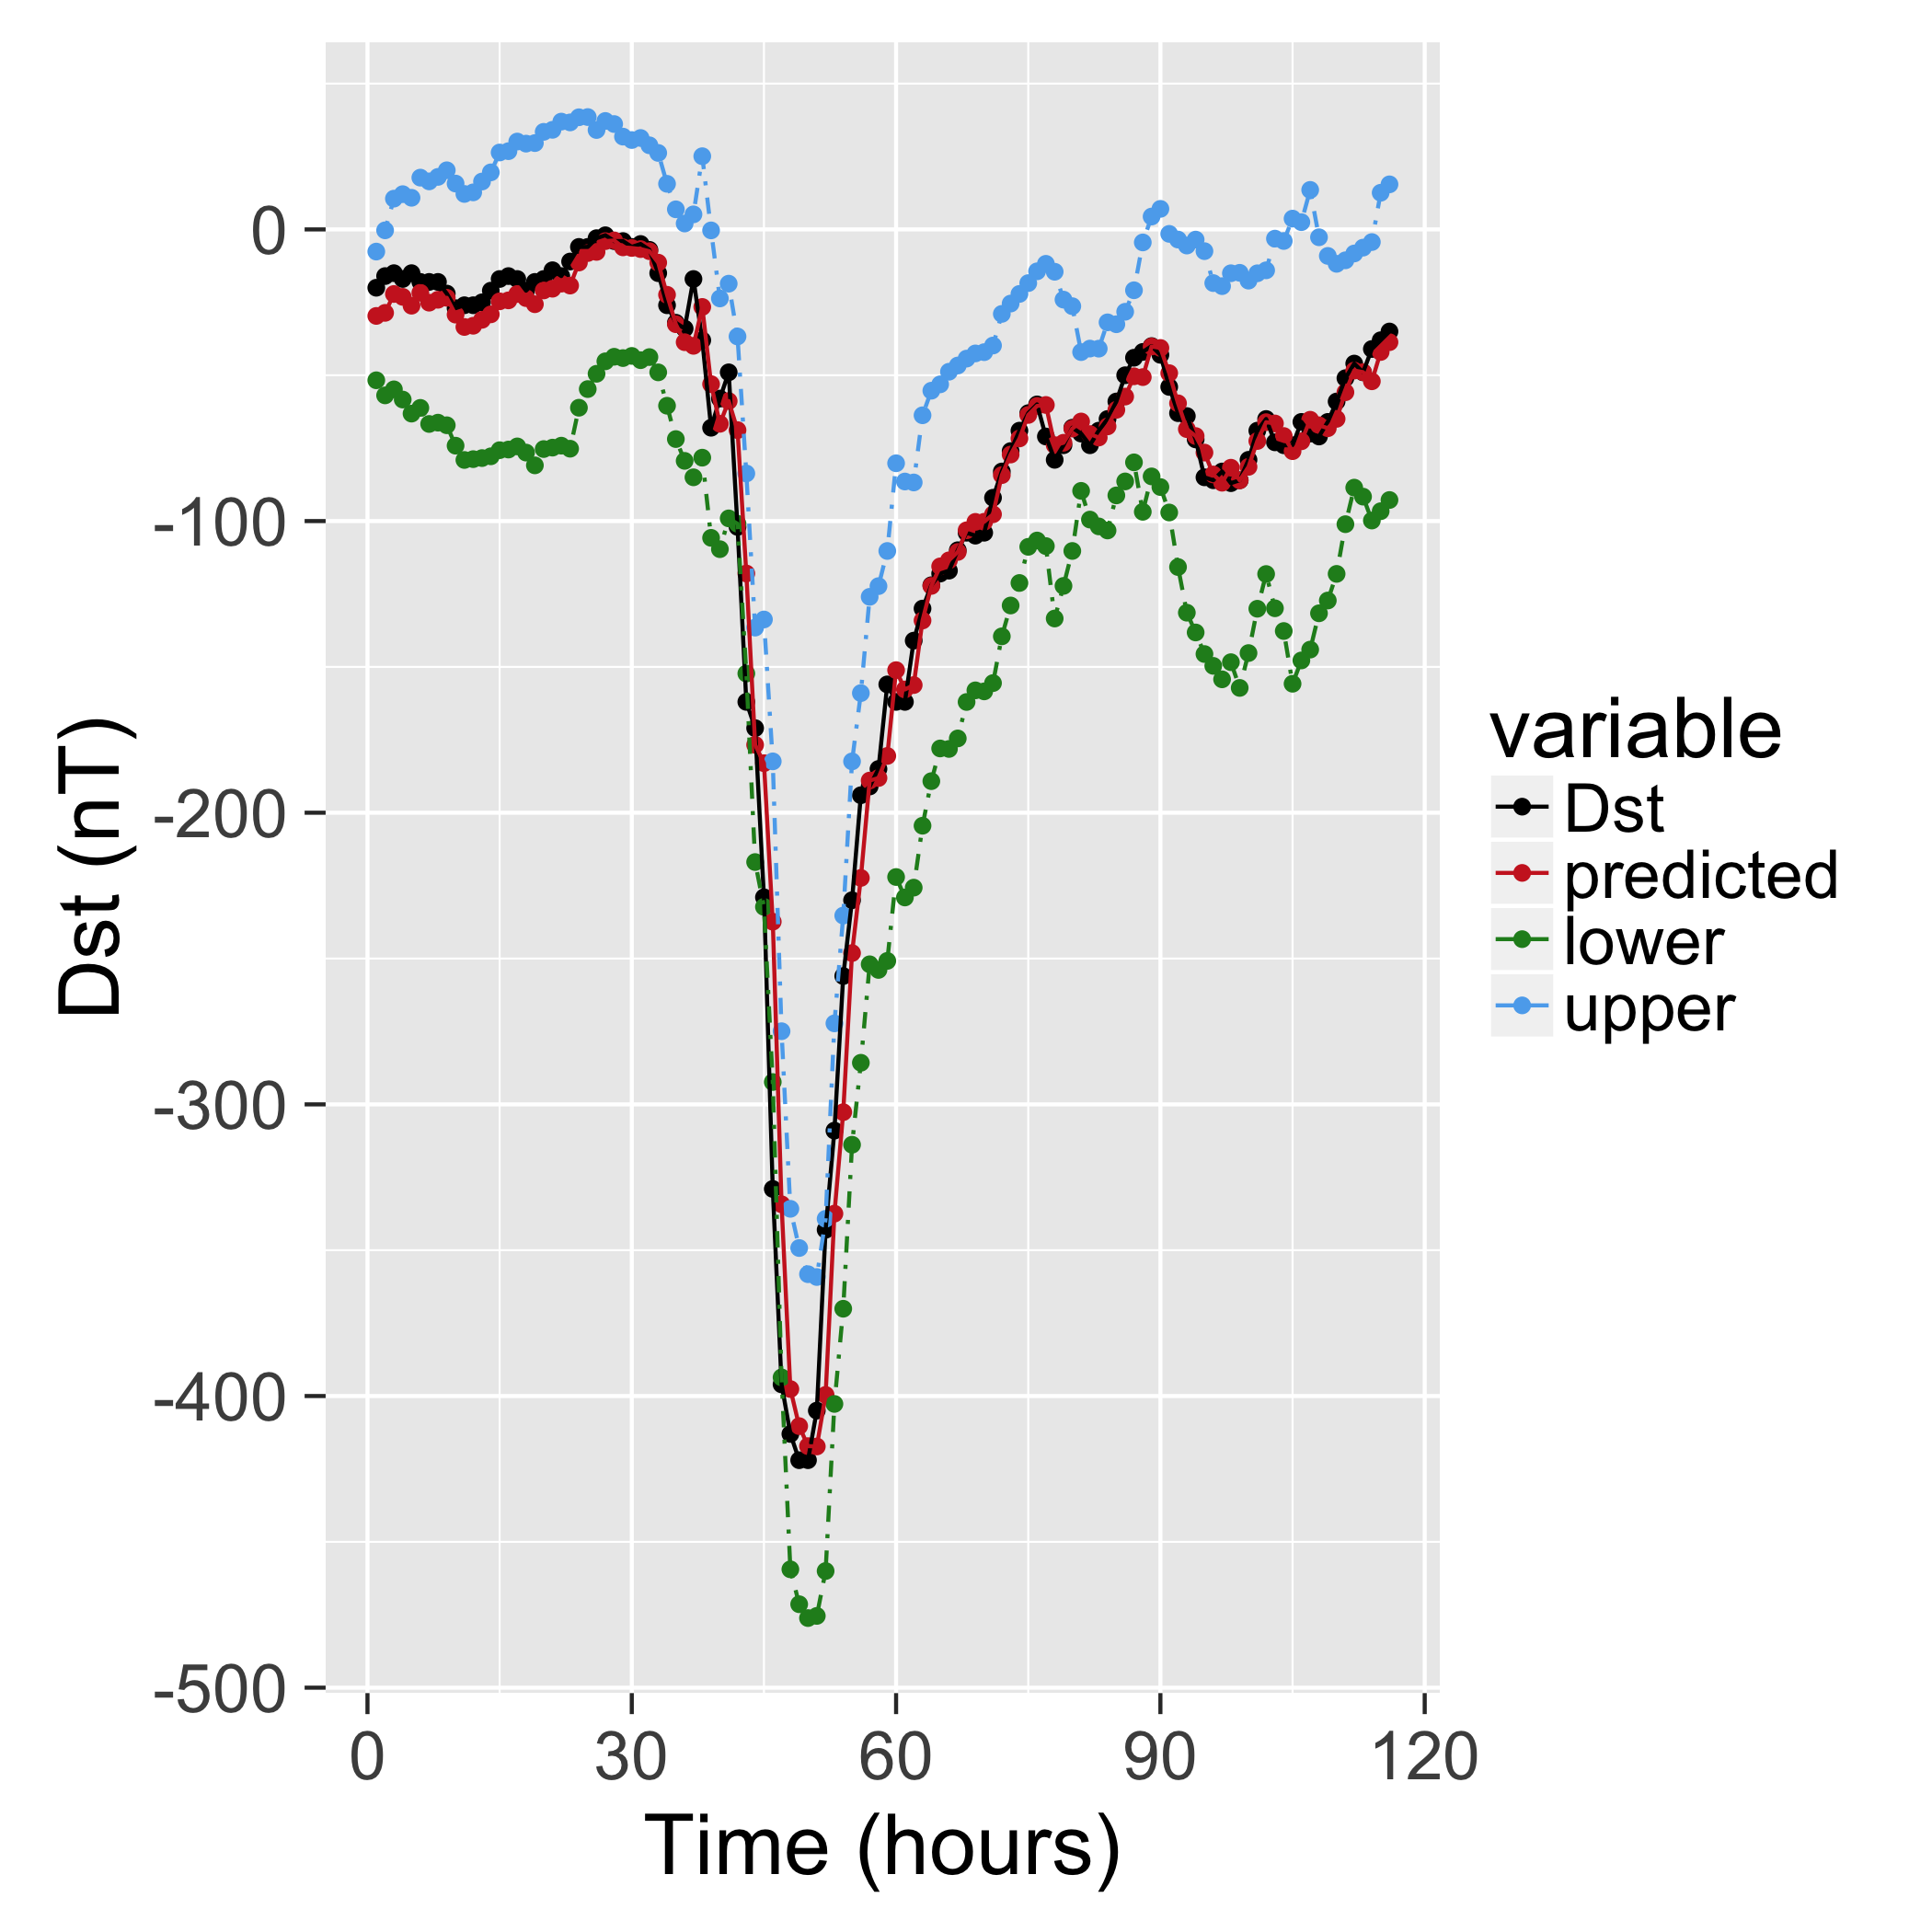 0
-100
-200
-300
-400
-500
Dst (nT)
0 30 60 90 120
Time (hours)
variable
Dst
predicted
lower
upper